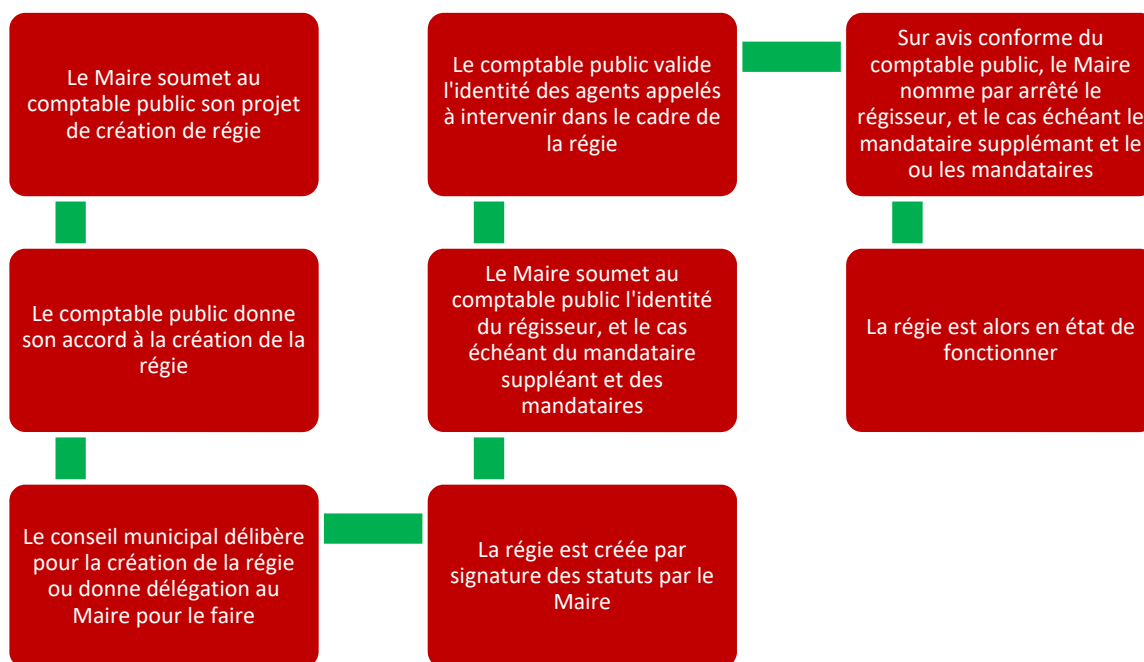 Le Maire soumet au
comptable public son projet
de création de régie
Le comptable public donne
son accord à la création de la
régie
Le conseil municipal délibère
pour la création de la régie
ou donne délégation au
Maire pour le faire
La régie est créée par
signature des statuts par le
Maire
Le Maire soumet au
comptable public l'identité
du régisseur, et le cas
échéant du mandataire
suppléant et des
mandataires
Le comptable public valide
l'identité des agents appelés
à intervenir dans le cadre de
la régie
Sur avis conforme du
comptable public, le Maire
nomme par arrêté le
régisseur, et le cas échéant le
mandataire supplémant et le
ou les mandataires
La régie est alors en état de
fonctionner